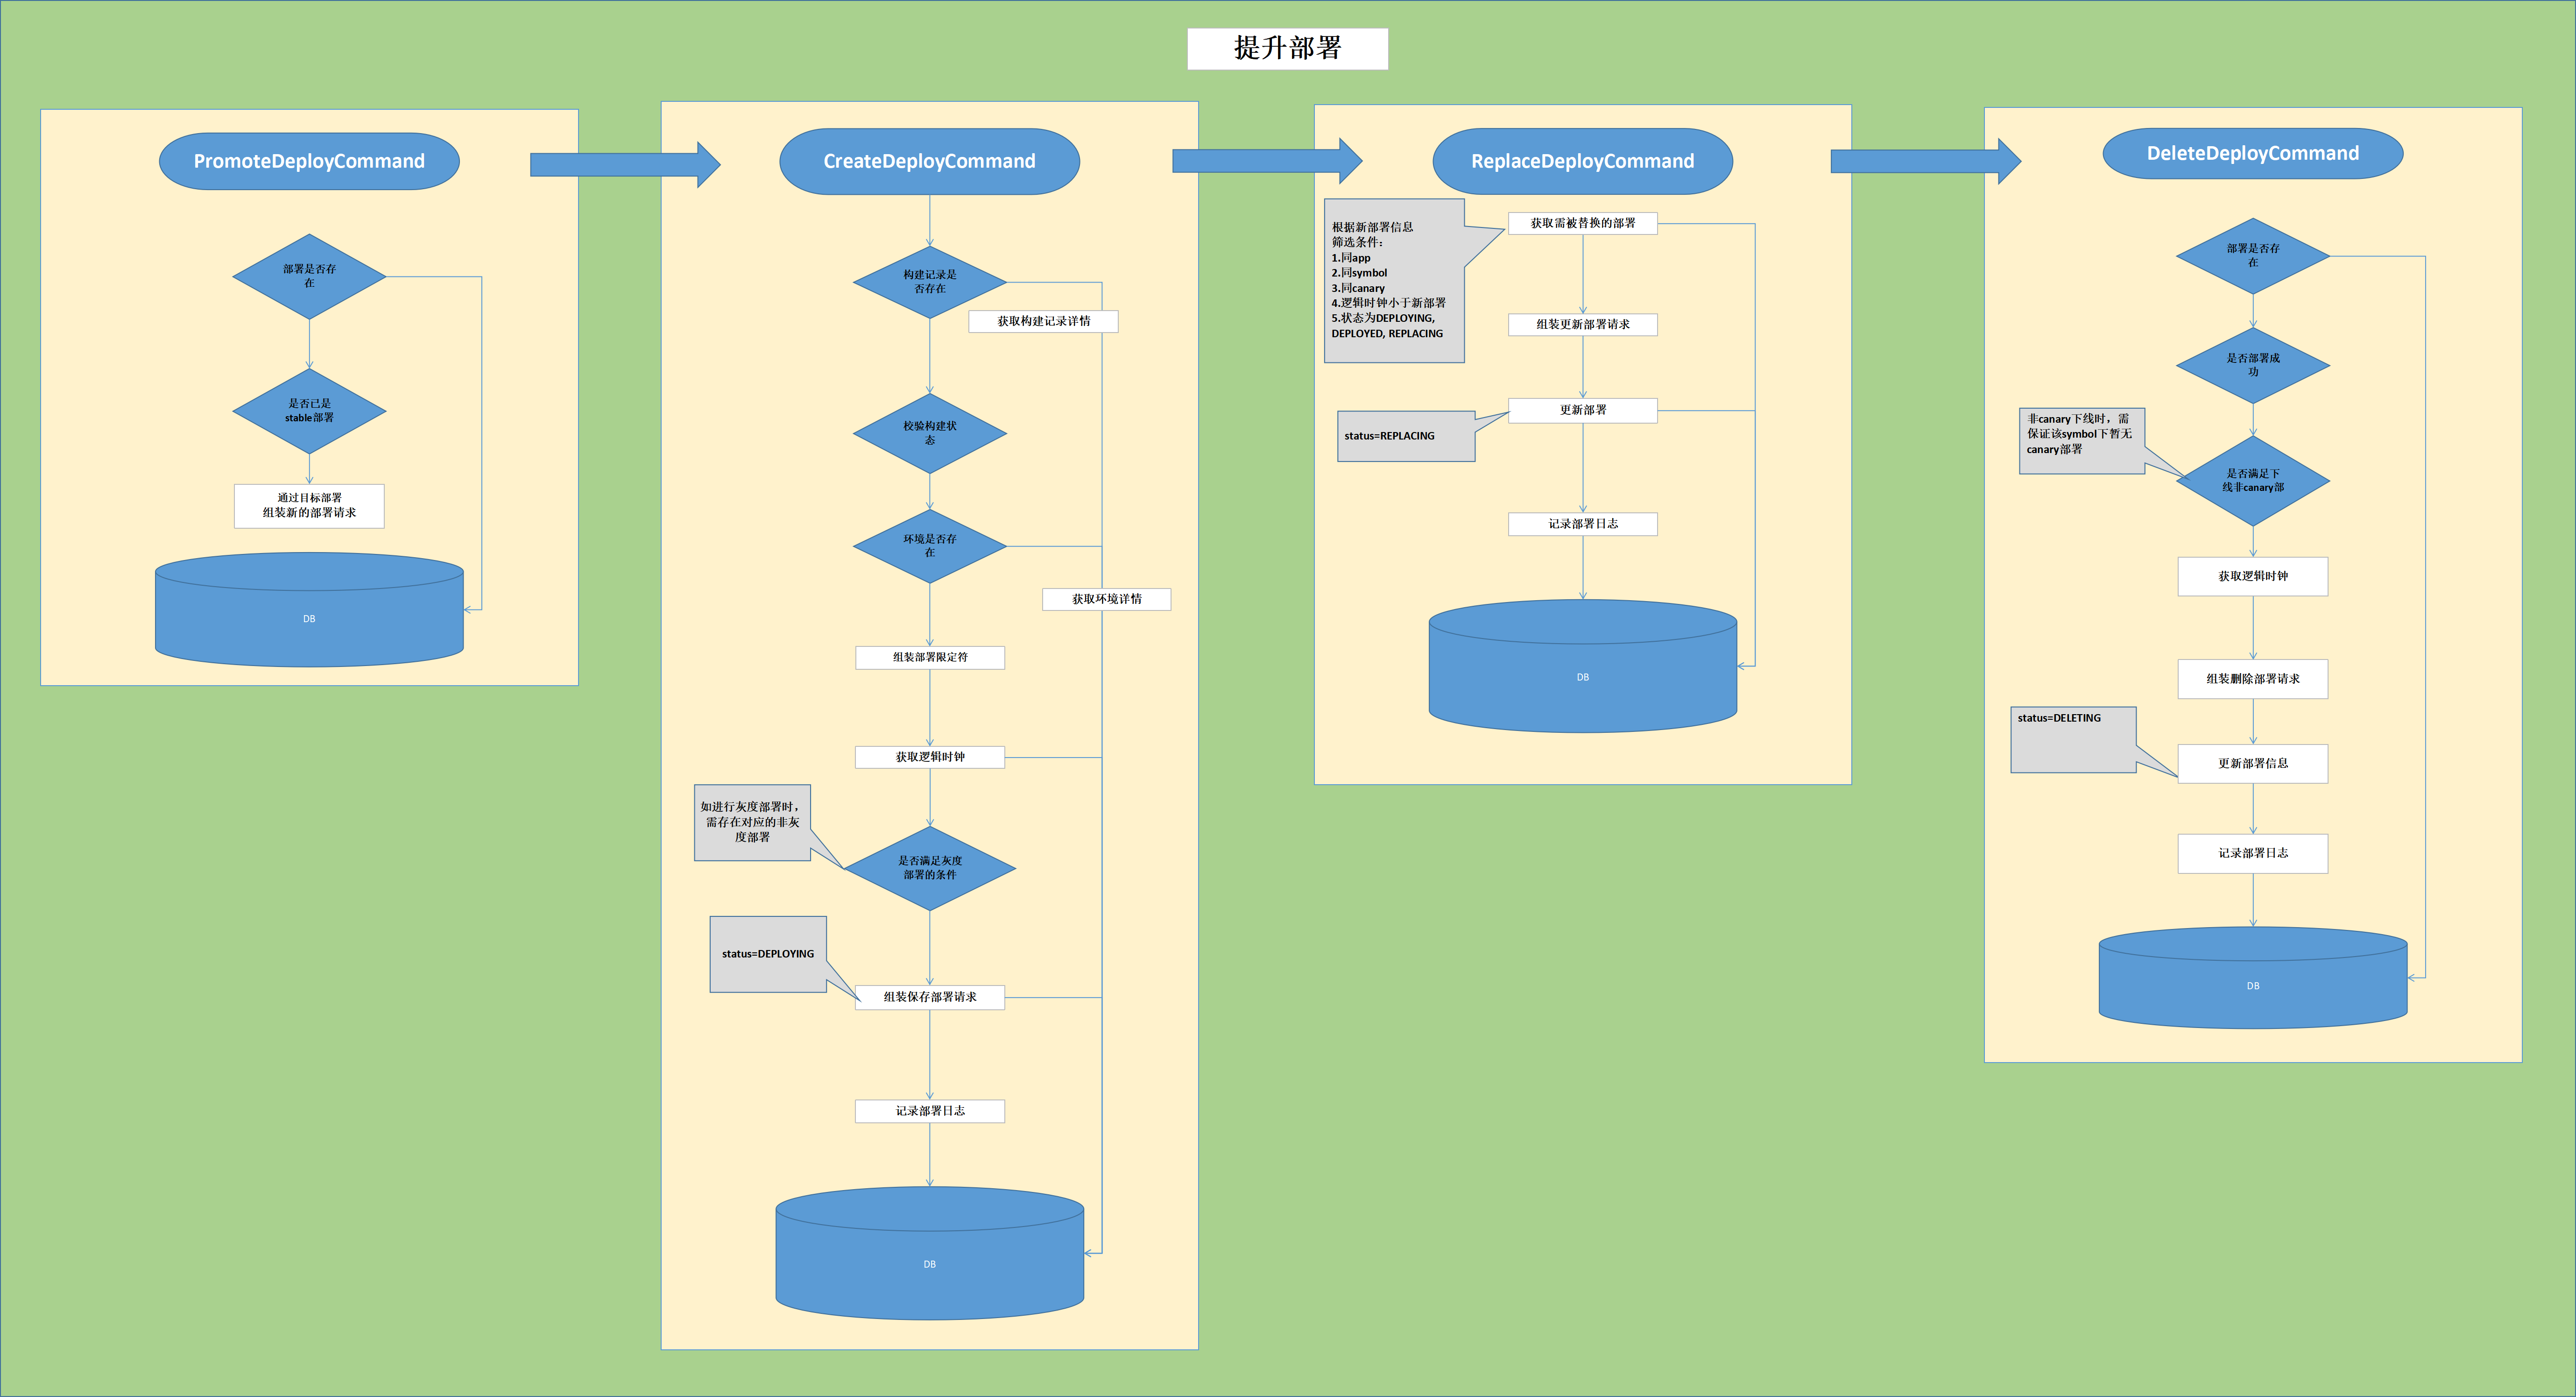 提升部署
PromoteDeployCommand
部署是否存
在
是否已是
stable部署
通过目标部署
组装新的部署请求
DB
CreateDeployCommand
构建记录是
否存在
获取构建记录详情
校验构建状
态
环境是否存
在
获取环境详情
组装部署限定符
获取逻辑时钟
如进行灰度部署时，
需存在对应的非灰
度部署
是否满足灰度
部署的条件
status=DEPLOYING
组装保存部署请求
记录部署日志
DB
ReplaceDeployCommand
根据新部署信息
筛选条件：
1.同app
2.同symbol
3.同canary
4.逻辑时钟小于新部署
5.状态为DEPLOYING,
DEPLOYED, REPLACING
获取需被替换的部署
组装更新部署请求
更新部署
status=REPLACING
记录部署日志
DB
DeleteDeployCommand
部署是否存
在
是否部署成
功
非canary下线时，需
保证该symbol下暂无
canary部署
是否满足下
线非canary部
获取逻辑时钟
组装删除部署请求
status=DELETING
更新部署信息
记录部署日志
DB